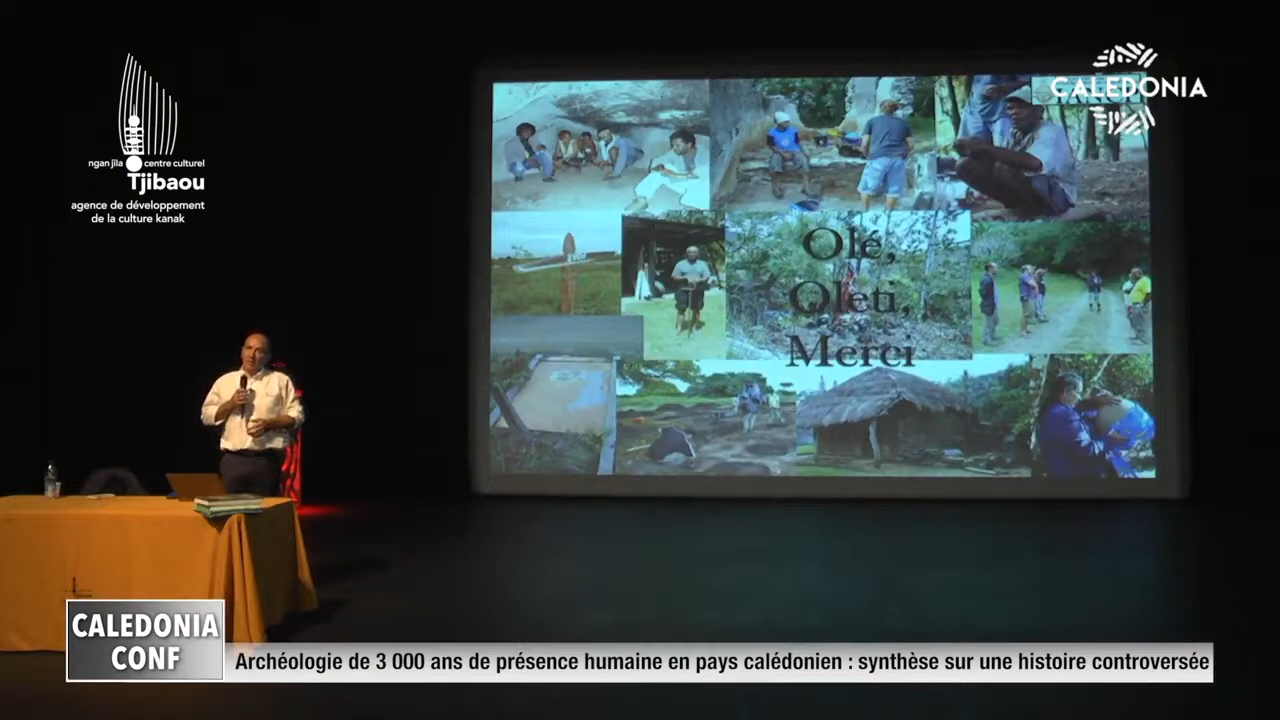 ngan jila centre culturel
Tjibaou
agence de développement
de la culture kanak
CALEDONIA
Olé,
Oleti,
Merci
CALEDONIA
CONF
Archéologie de 3 000 ans de présence humaine en pays calédonien : synthèse sur une histoire controversée